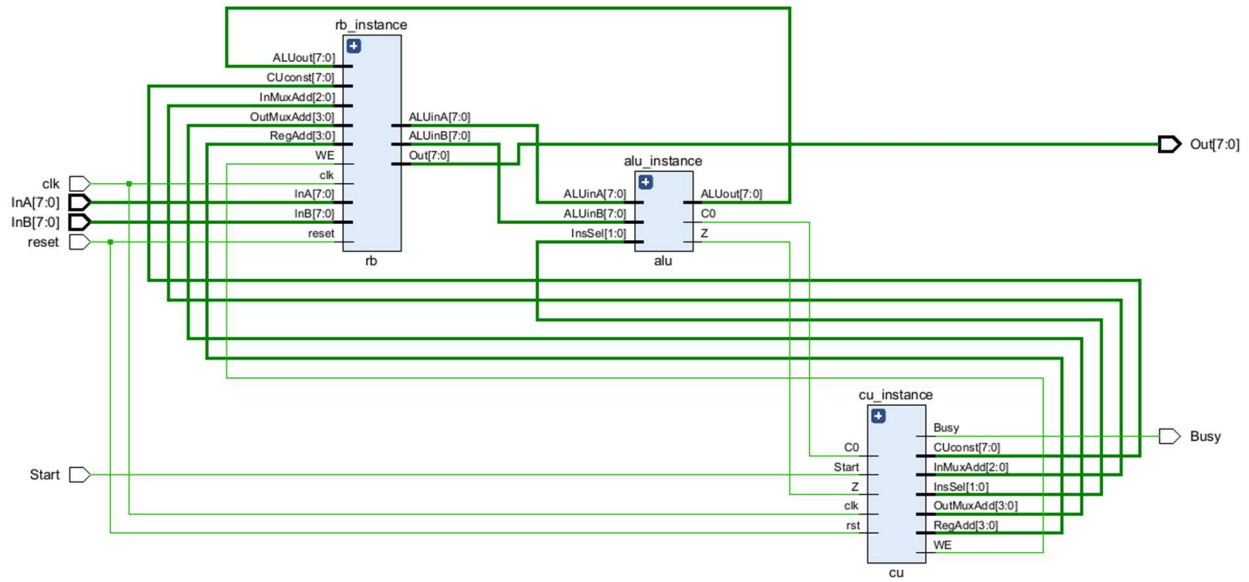 rb_instance
ALUout[7:0]
CUconst[7:0]
InMuxAdd[2:0]
OutMuxAdd[3:0]
RegAdd[3:0]
WE
clk
InA[7:0]
InB[7:0]
reset
ALUinA[7:0]
ALUinB[7:0]
Out[7:0]
rb
clk
InA[7:0]
InB[7:0]
reset
alu_instance
ALUinA[7:0]
ALUinB[7:0]
InsSel[1:0]
ALUout[7:0]
C0
Z
alu
Out[7:0]
cu_instance
C0
Start
Z
clk
rst
Busy
CUconst[7:0]
InMuxAdd[2:0]
InsSel[1:0]
OutMuxAdd[3:0]
RegAdd[3:0]
WE
cu
Start
Busy